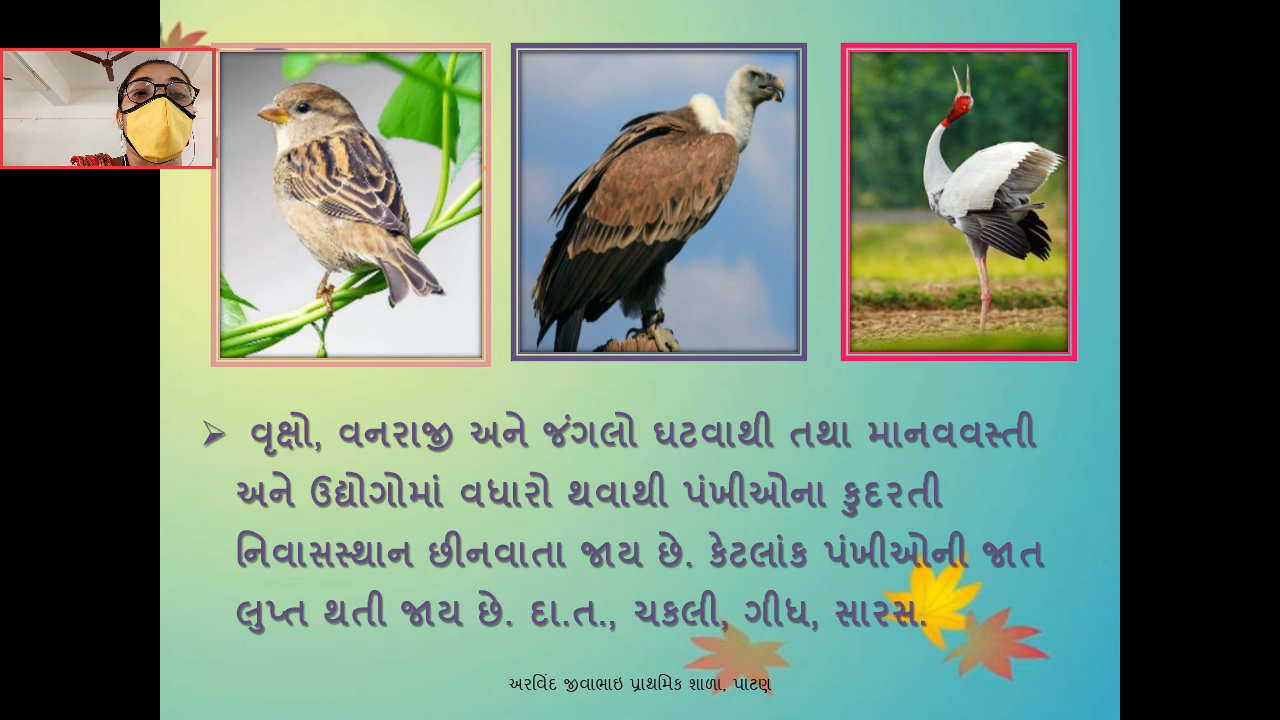 વૃક્ષો, વનરાજી અને જંગલો ઘટવાથી તથા માનવવસ્તી
અને ઉદ્યોગોમાં વધારો થવાથી પંખીઓના કુદરતી
નિવાસસ્થાન છીનવાતા જાય છે. કેટલાંક પંખીઓની જાત
લુપ્ત થતી જાય છે. દા.ત., ચકલી, ગીધ, સારસ.
અરવિંદ જીવાભાઇ પ્રાથમિક શાળા, પાટણ